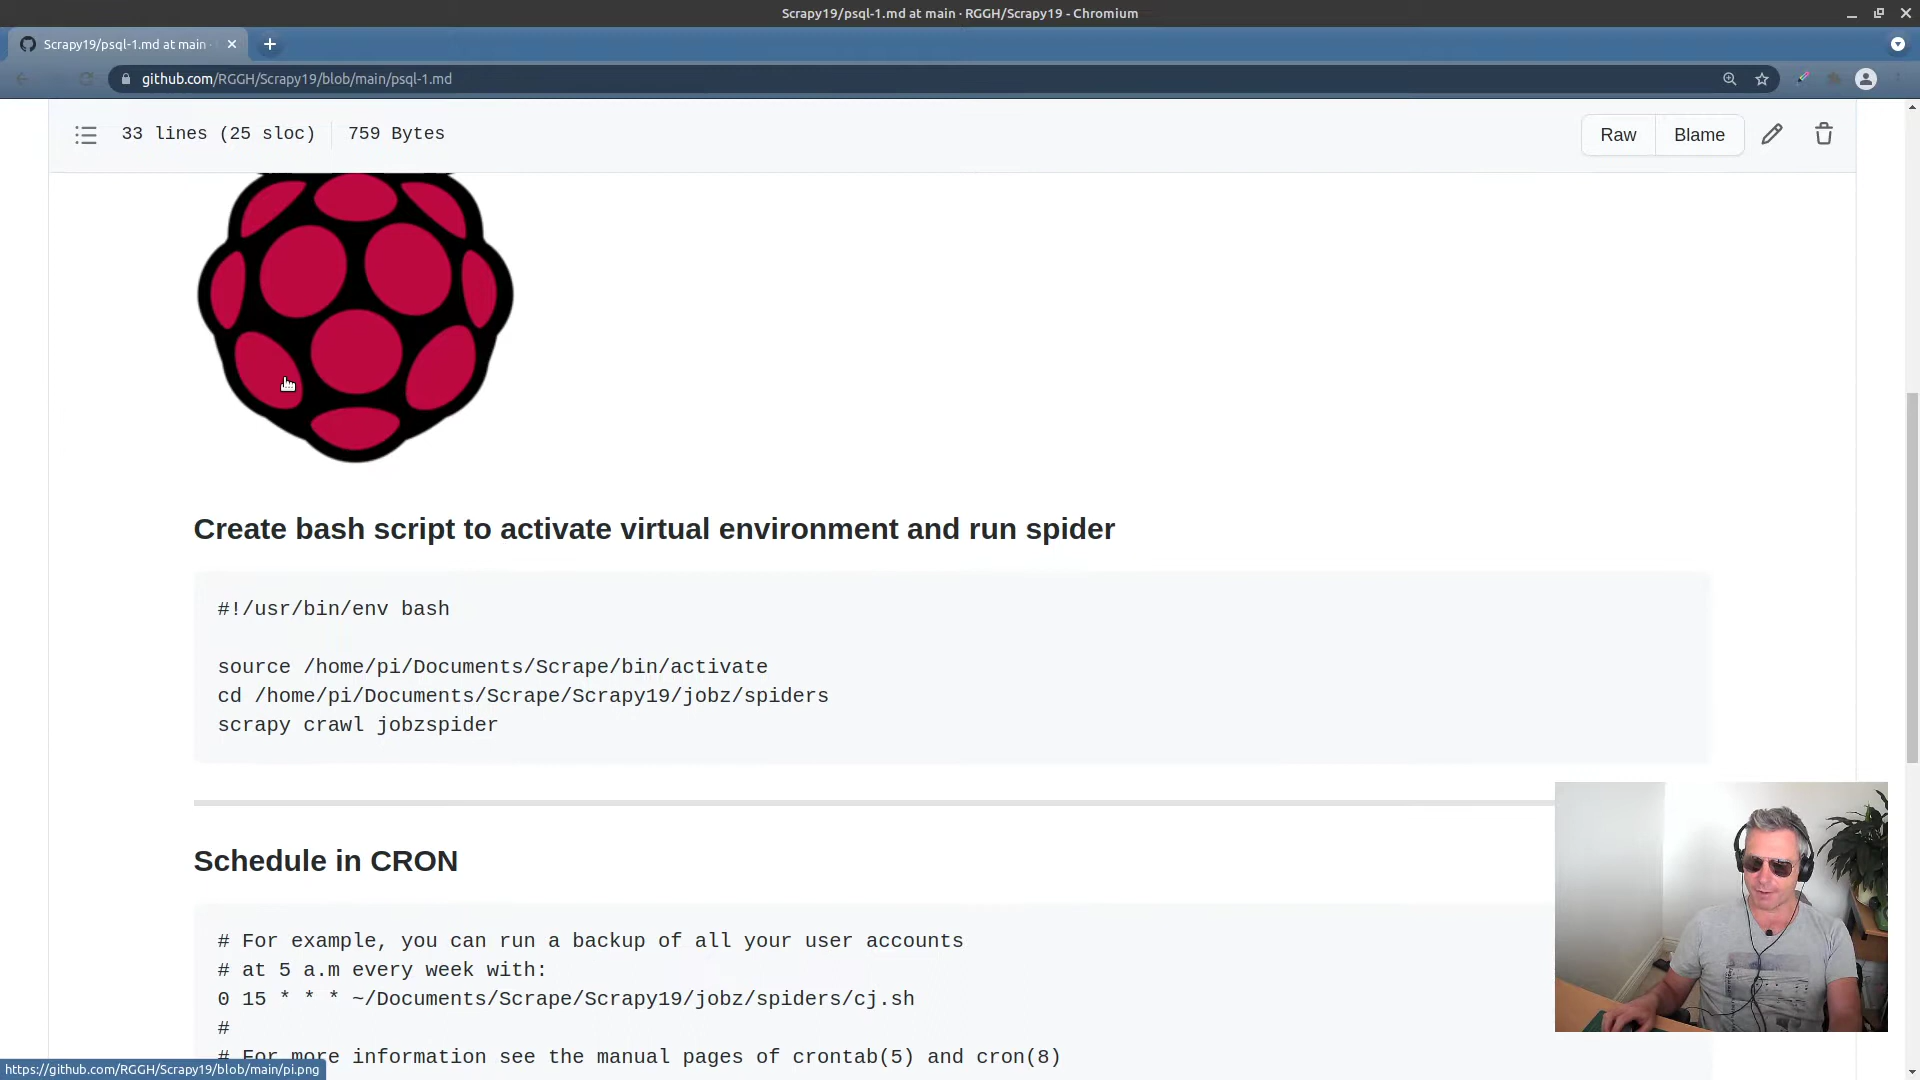 Scrapy19/psql-1.md at main · RGGH/Scrapy19 - Chromium
Scrapy19/psql-1.md at main
github.com/RGGH/Scrapy19/blob/main/psql-1.md
33 lines (25 sloc) 759 Bytes Raw Blame
Create bash script to activate virtual environment and run spider
#!/usr/bin/env bash
source /home/pi/Documents/Scrape/bin/activate
cd /home/pi/Documents/Scrape/Scrapy19/jobz/spiders
scrapy crawl jobzspider
Schedule in CRON
# For example, you can run a backup of all your user accounts
# at 5 a.m every week with:
0 15 * * * ~/Documents/Scrape/Scrapy19/jobz/spiders/cj.sh
#
# For more information see the manual pages of crontab(5) and cron(8)
https://github.com/RGGH/Scrapy19/blob/main/pi.png